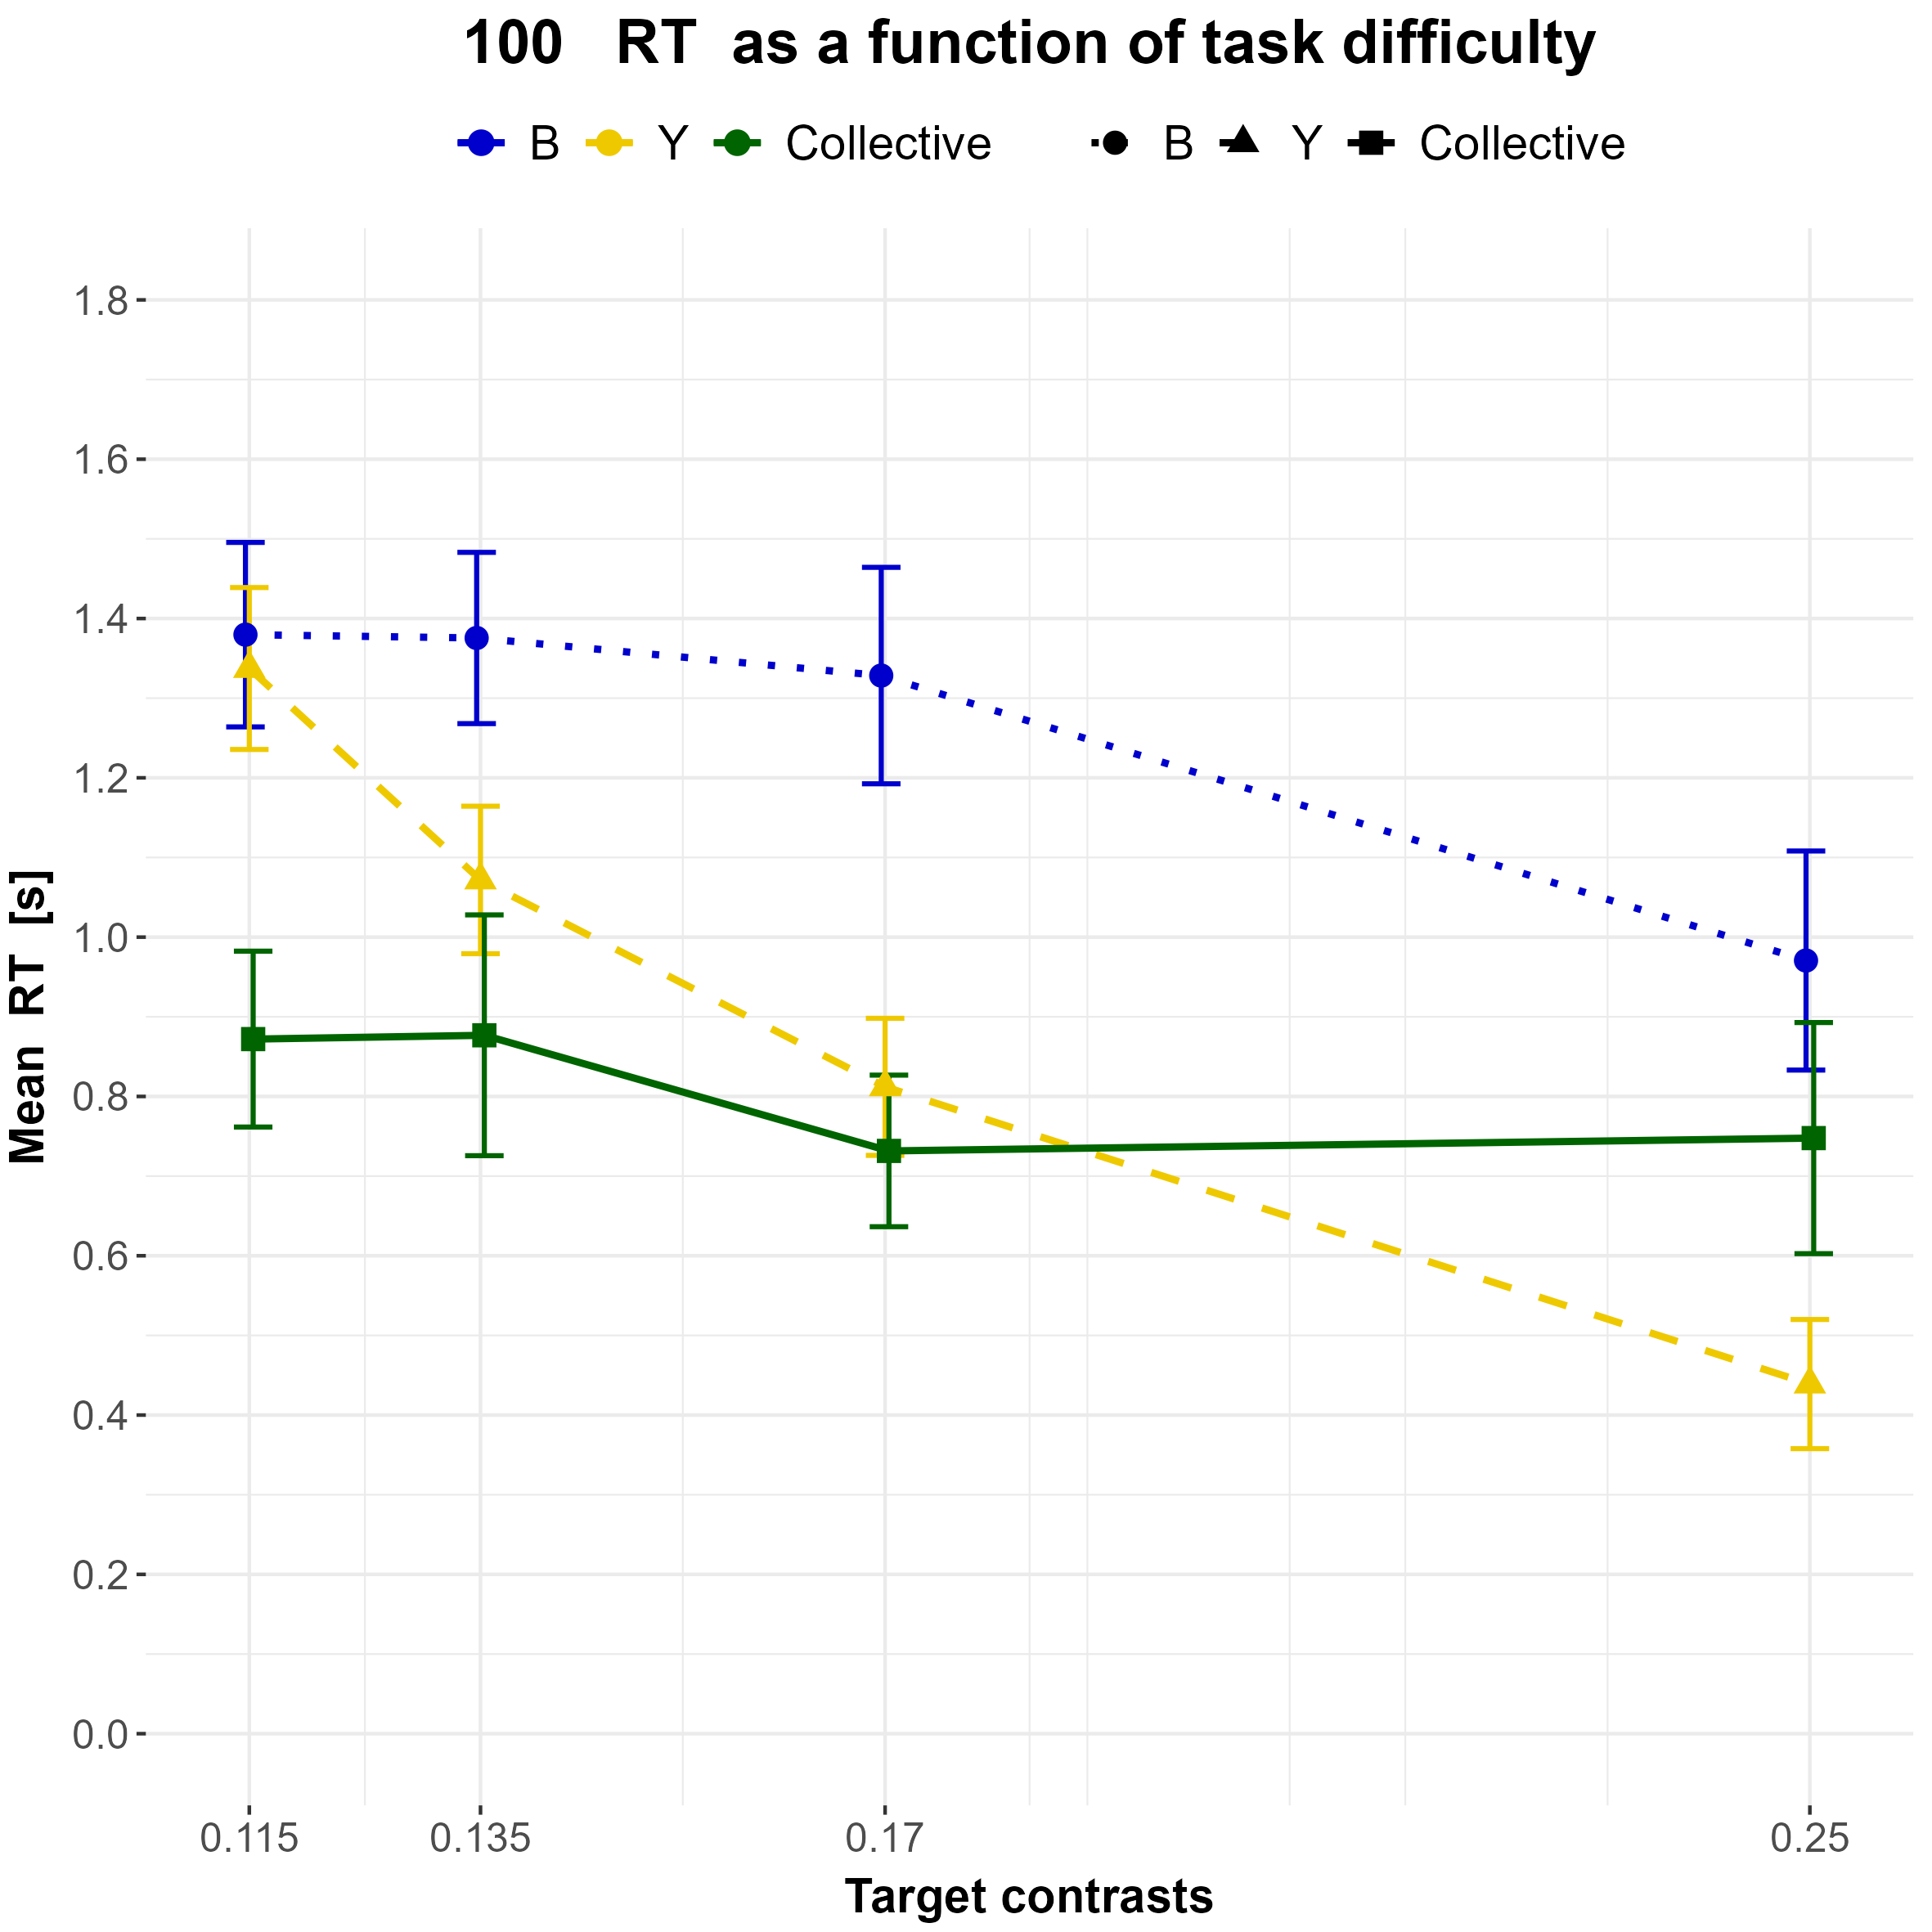 100 RT as a function of task difficulty
B Y Collective B Y Collective
1.8
1.6
1.4
1.2
1.0
0.8
0.6
0.4
0.2
0.0
Mean RT [s]
0.115 0.135 0.17 0.25
Target contrasts